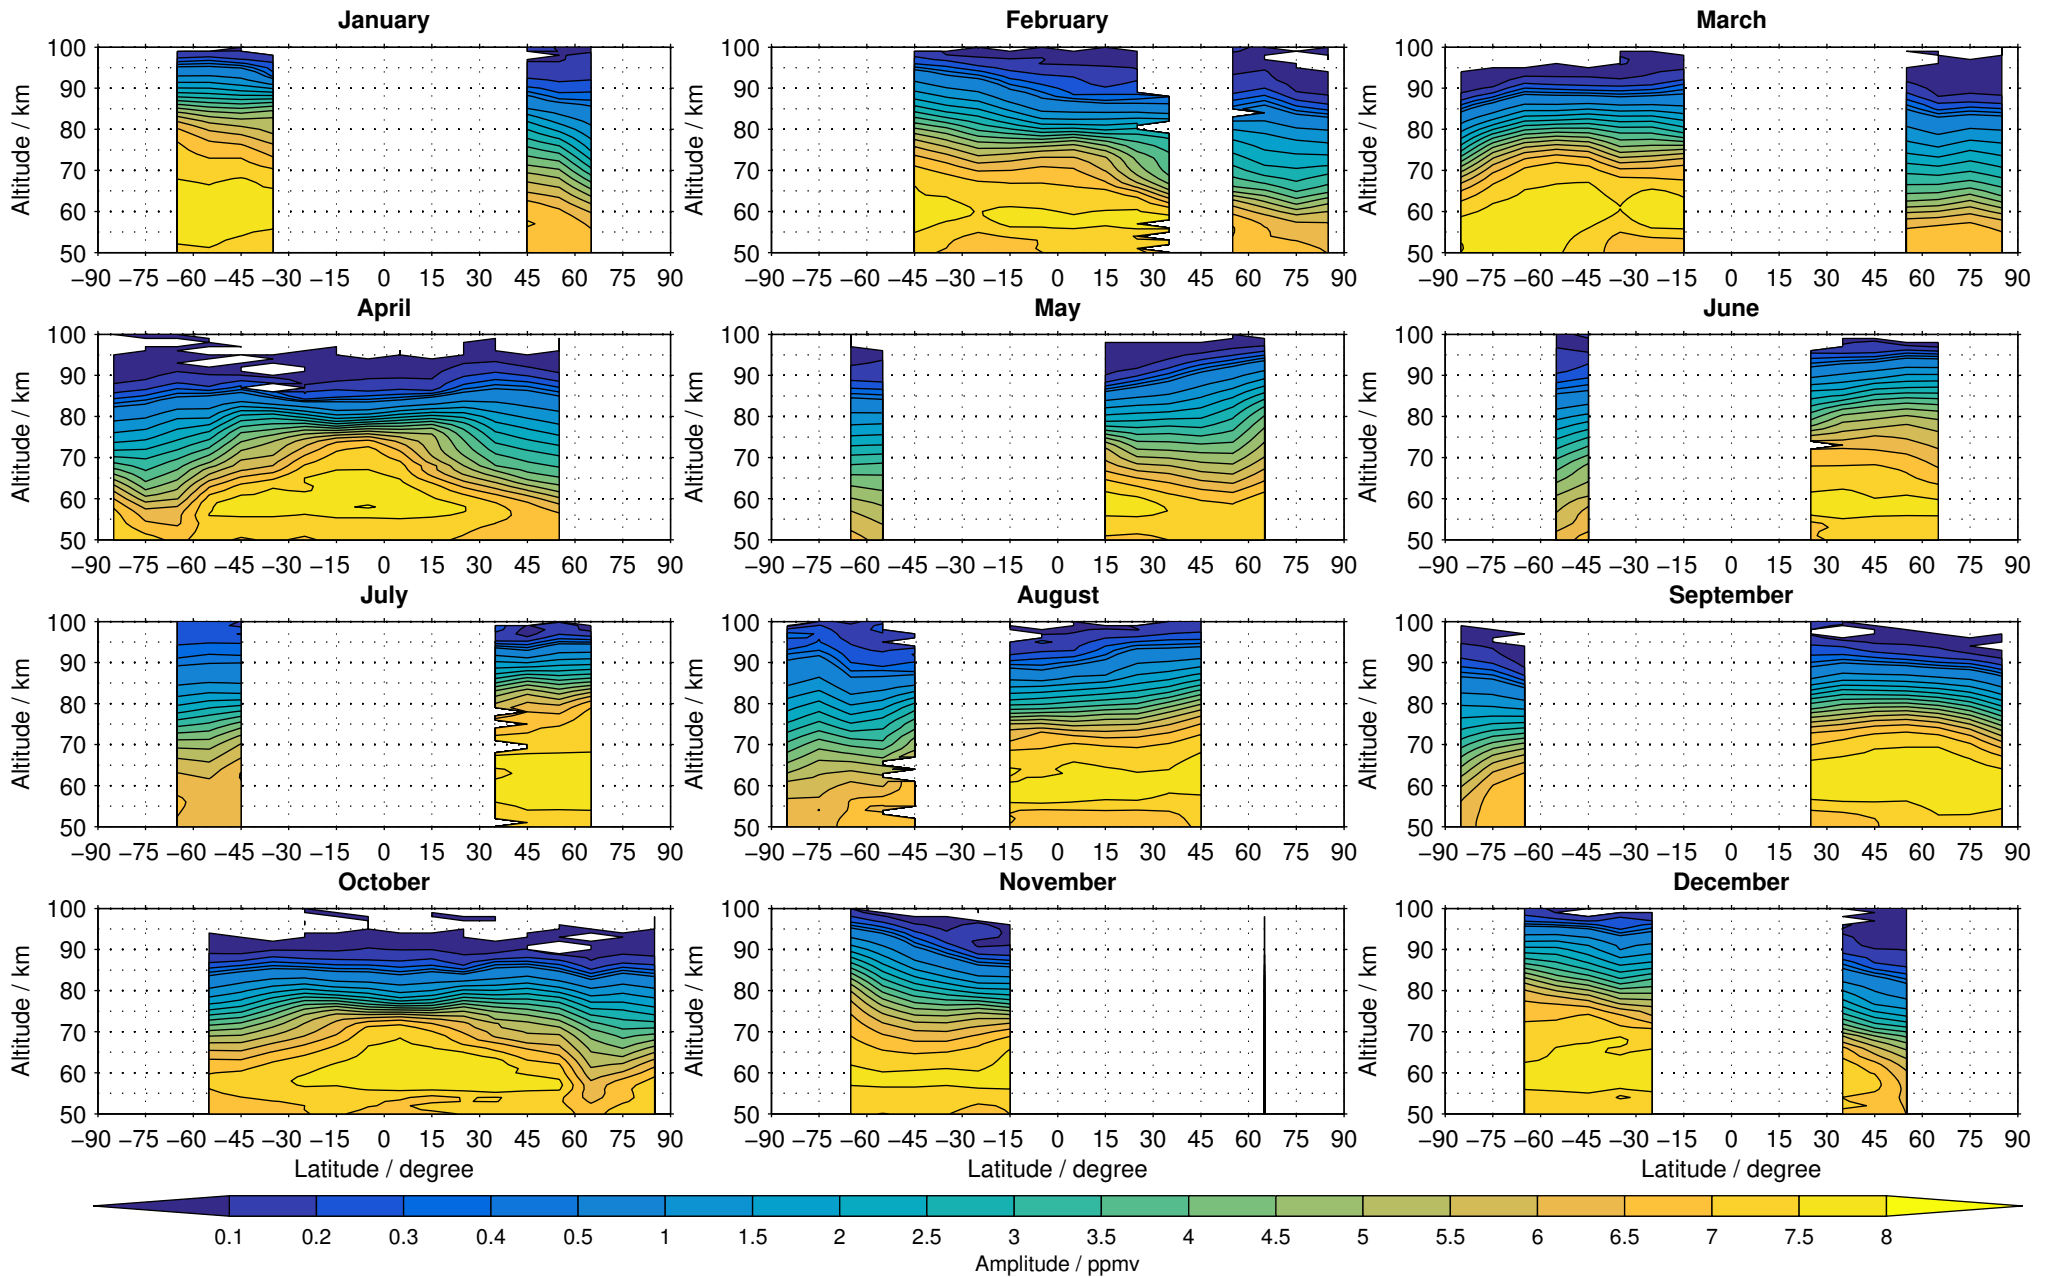 January February March
100 100 100
90 90 90
80 80 80
70 70 70
60 60 60
50 50 50
Altitude / km Altitude / km Altitude / km
−90 −75 −60 −45 −30 −15 0 15 30 45 60 75 90 −90 −75 −60 −45 −30 −15 0 15 30 45 60 75 90 −90 −75 −60 −45 −30 −15 0 15 30 45 60 75 90
April May June
100 100 100
90 90 90
80 80 80
70 70 70
60 60 60
50 50 50
Altitude / km Altitude / km Altitude / km
−90 −75 −60 −45 −30 −15 0 15 30 45 60 75 90 −90 −75 −60 −45 −30 −15 0 15 30 45 60 75 90 −90 −75 −60 −45 −30 −15 0 15 30 45 60 75 90
July August September
100 100 100
90 90 90
80 80 80
70 70 70
60 60 60
50 50 50
Altitude / km Altitude / km Altitude / km
−90 −75 −60 −45 −30 −15 0 15 30 45 60 75 90 −90 −75 −60 −45 −30 −15 0 15 30 45 60 75 90 −90 −75 −60 −45 −30 −15 0 15 30 45 60 75 90
October November December
100 100 100
90 90 90
80 80 80
70 70 70
60 60 60
50 50 50
Altitude / km Altitude / km Altitude / km
−90 −75 −60 −45 −30 −15 0 15 30 45 60 75 90 −90 −75 −60 −45 −30 −15 0 15 30 45 60 75 90 −90 −75 −60 −45 −30 −15 0 15 30 45 60 75 90
Latitude / degree Latitude / degree Latitude / degree
0.1 0.2 0.3 0.4 0.5 1 1.5 2 2.5 3 3.5 4 4.5 5 5.5 6 6.5 7 7.5 8
Amplitude / ppmv